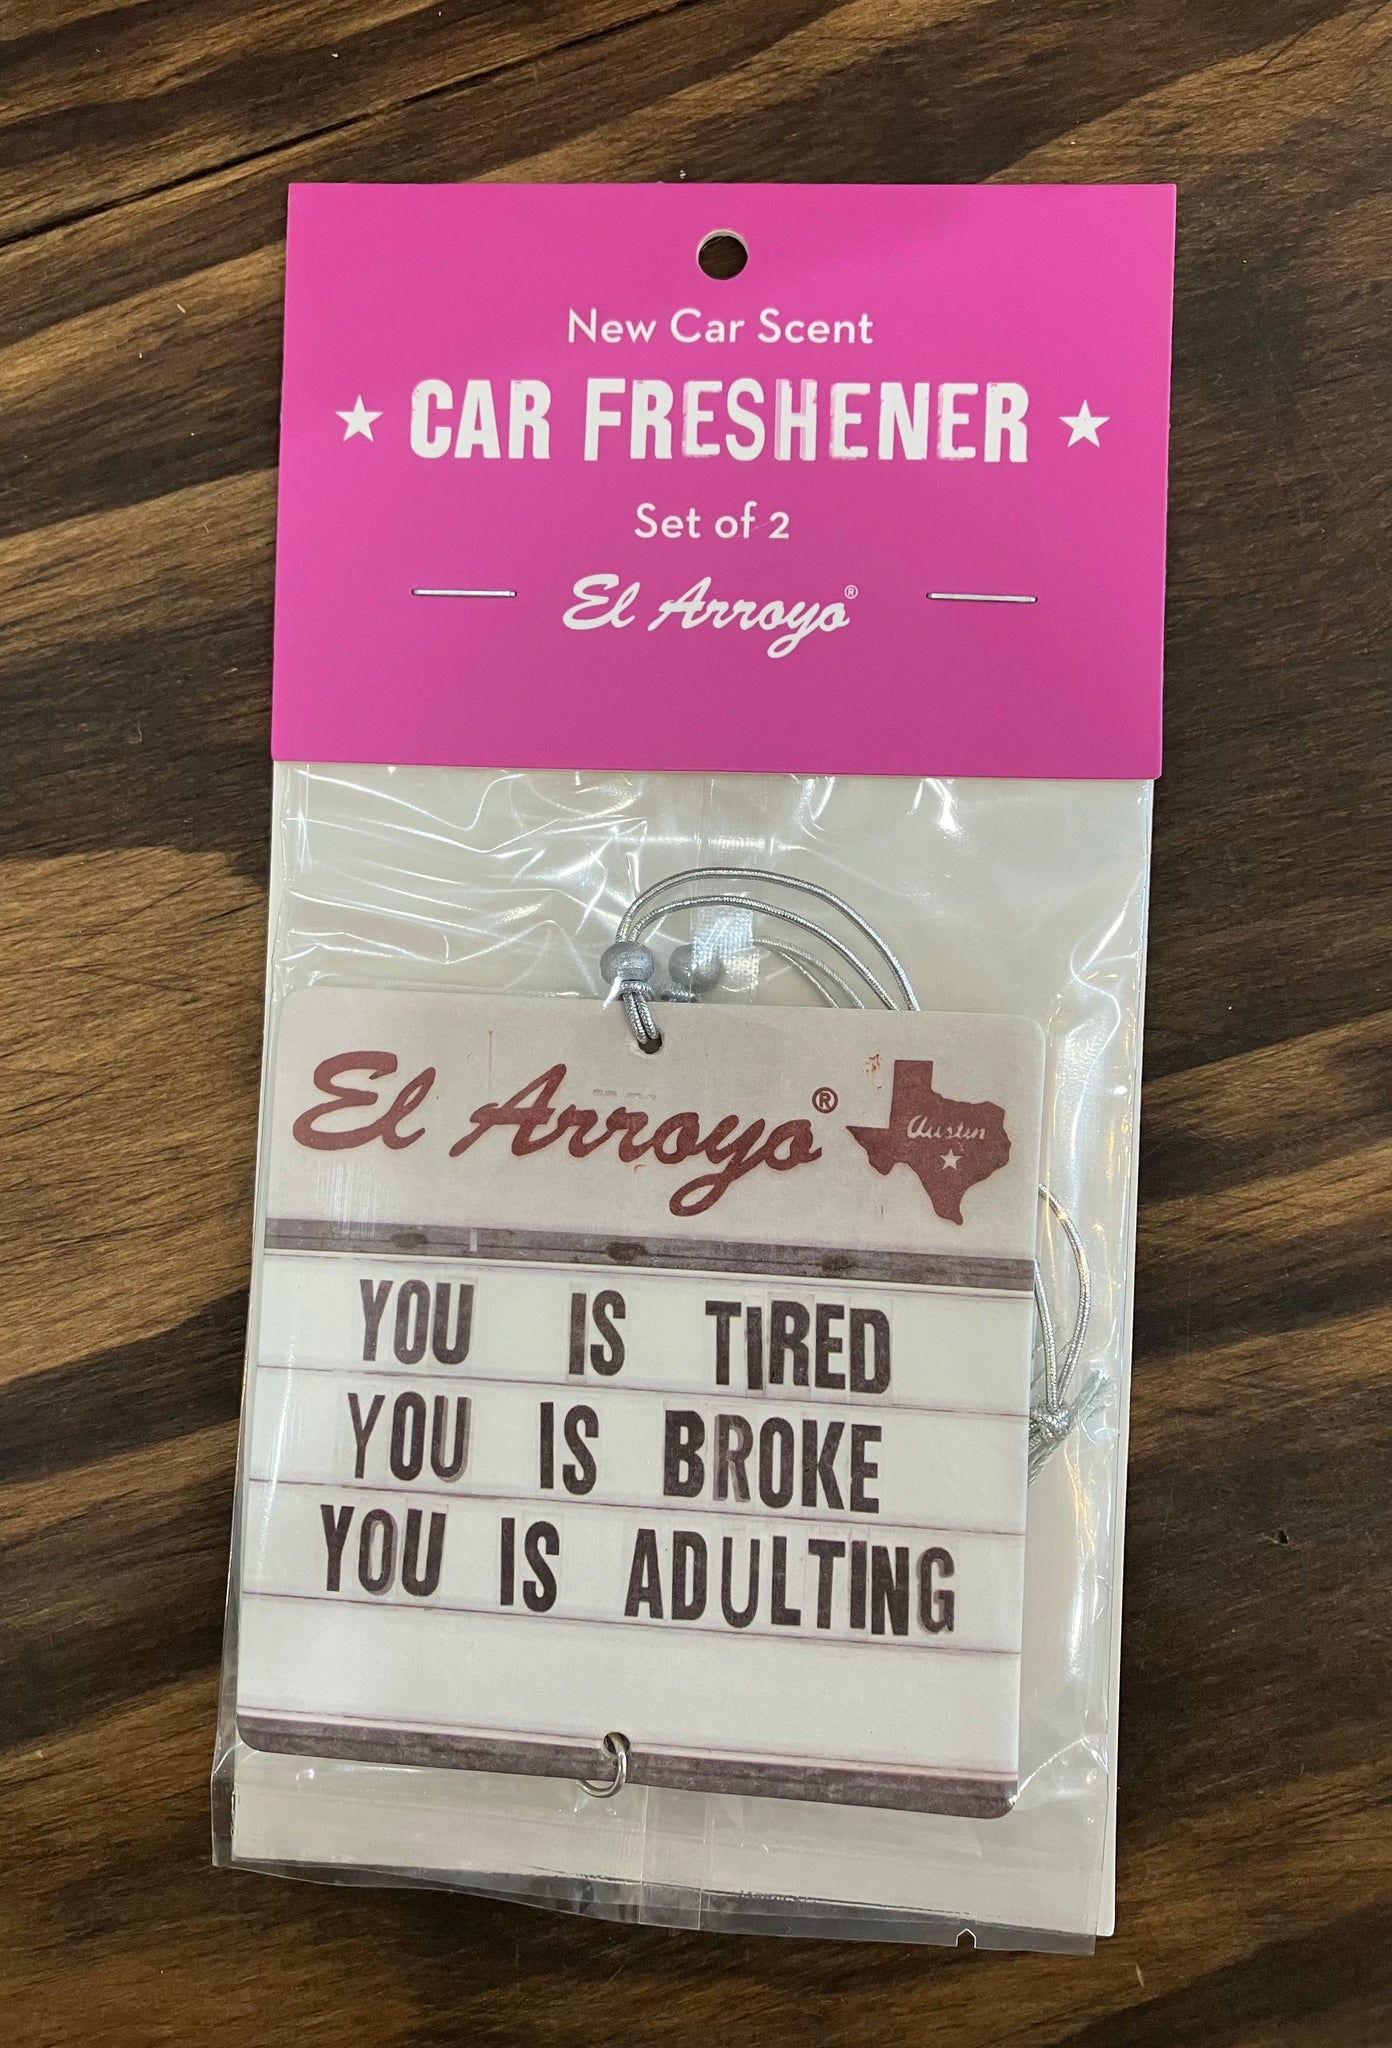 New Car Scent
★ CAR FRESHENER ★
Set of 2
El Arroyo®
El Arroyo®
Austin
YOU IS TIRED
YOU IS BROKE
YOU IS ADULTING